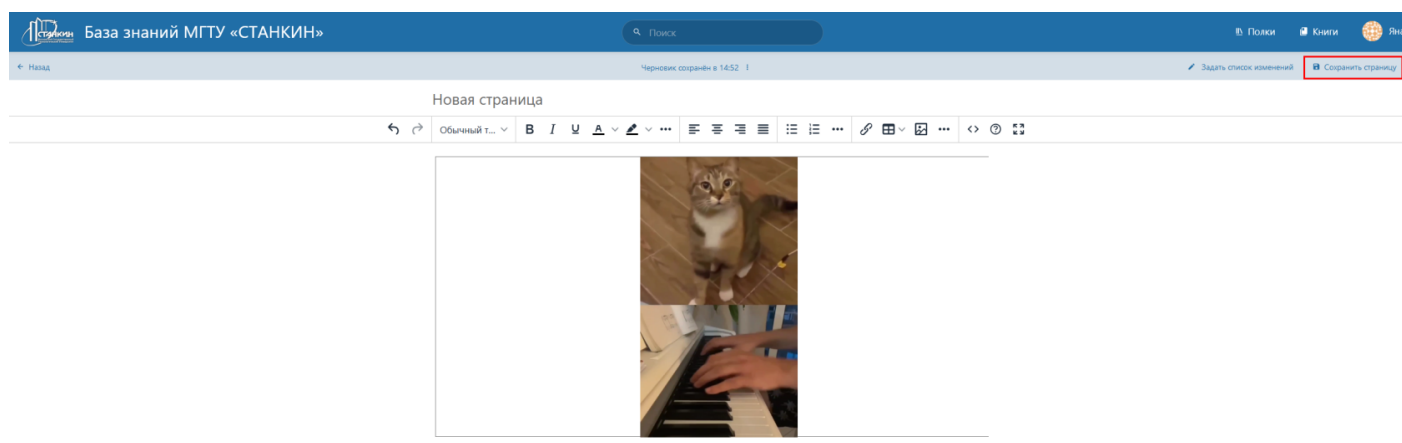 СТАНКИН База знаний МГТУ «СТАНКИН» Поиск Полки Книги
← Назад Черновик сохранён в 14:52 Задать список изменений Сохранить страницу
Новая страница
Обычный т... B I U A